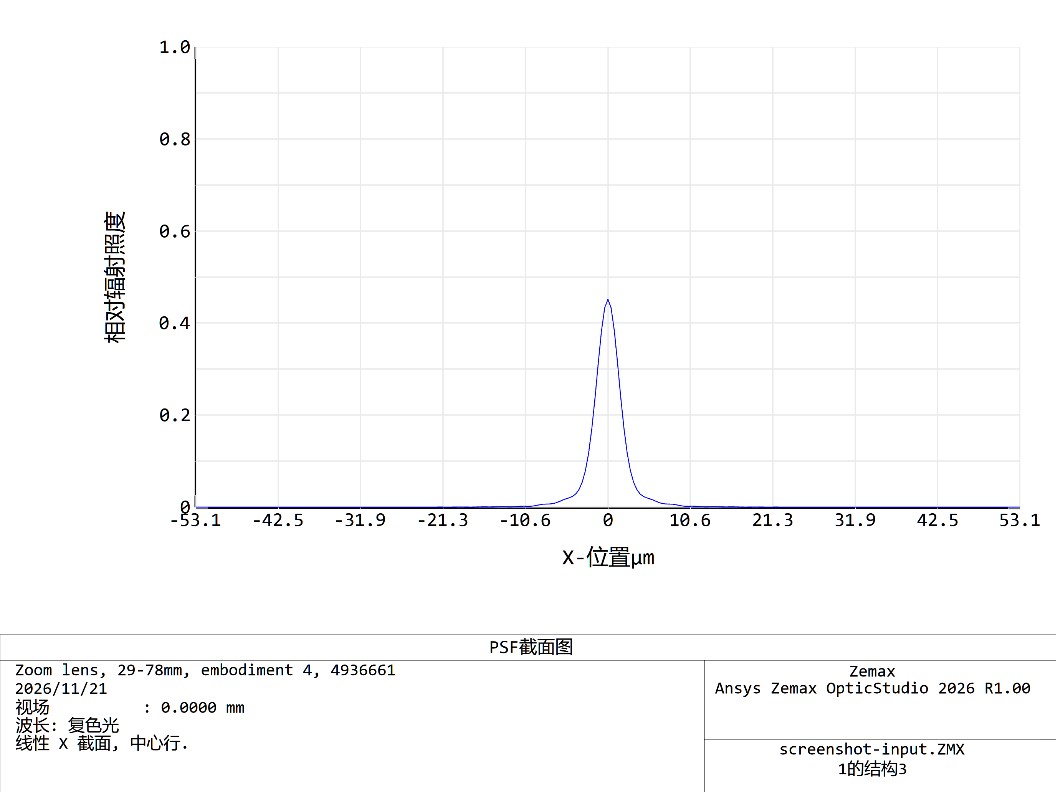 1.0
0.8
0.6
0.4
0.2
0
相对辐射照度
-53.1 -42.5 -31.9 -21.3 -10.6 0 10.6 21.3 31.9 42.5 53.1
X-位置µm
PSF截面图
Zoom lens, 29-78mm, embodiment 4, 4936661
2026/11/21
视场 : 0.0000 mm
波长: 复色光
线性 X 截面, 中心行.
Zemax
Ansys Zemax OpticStudio 2026 R1.00
screenshot-input.ZMX
1的结构3